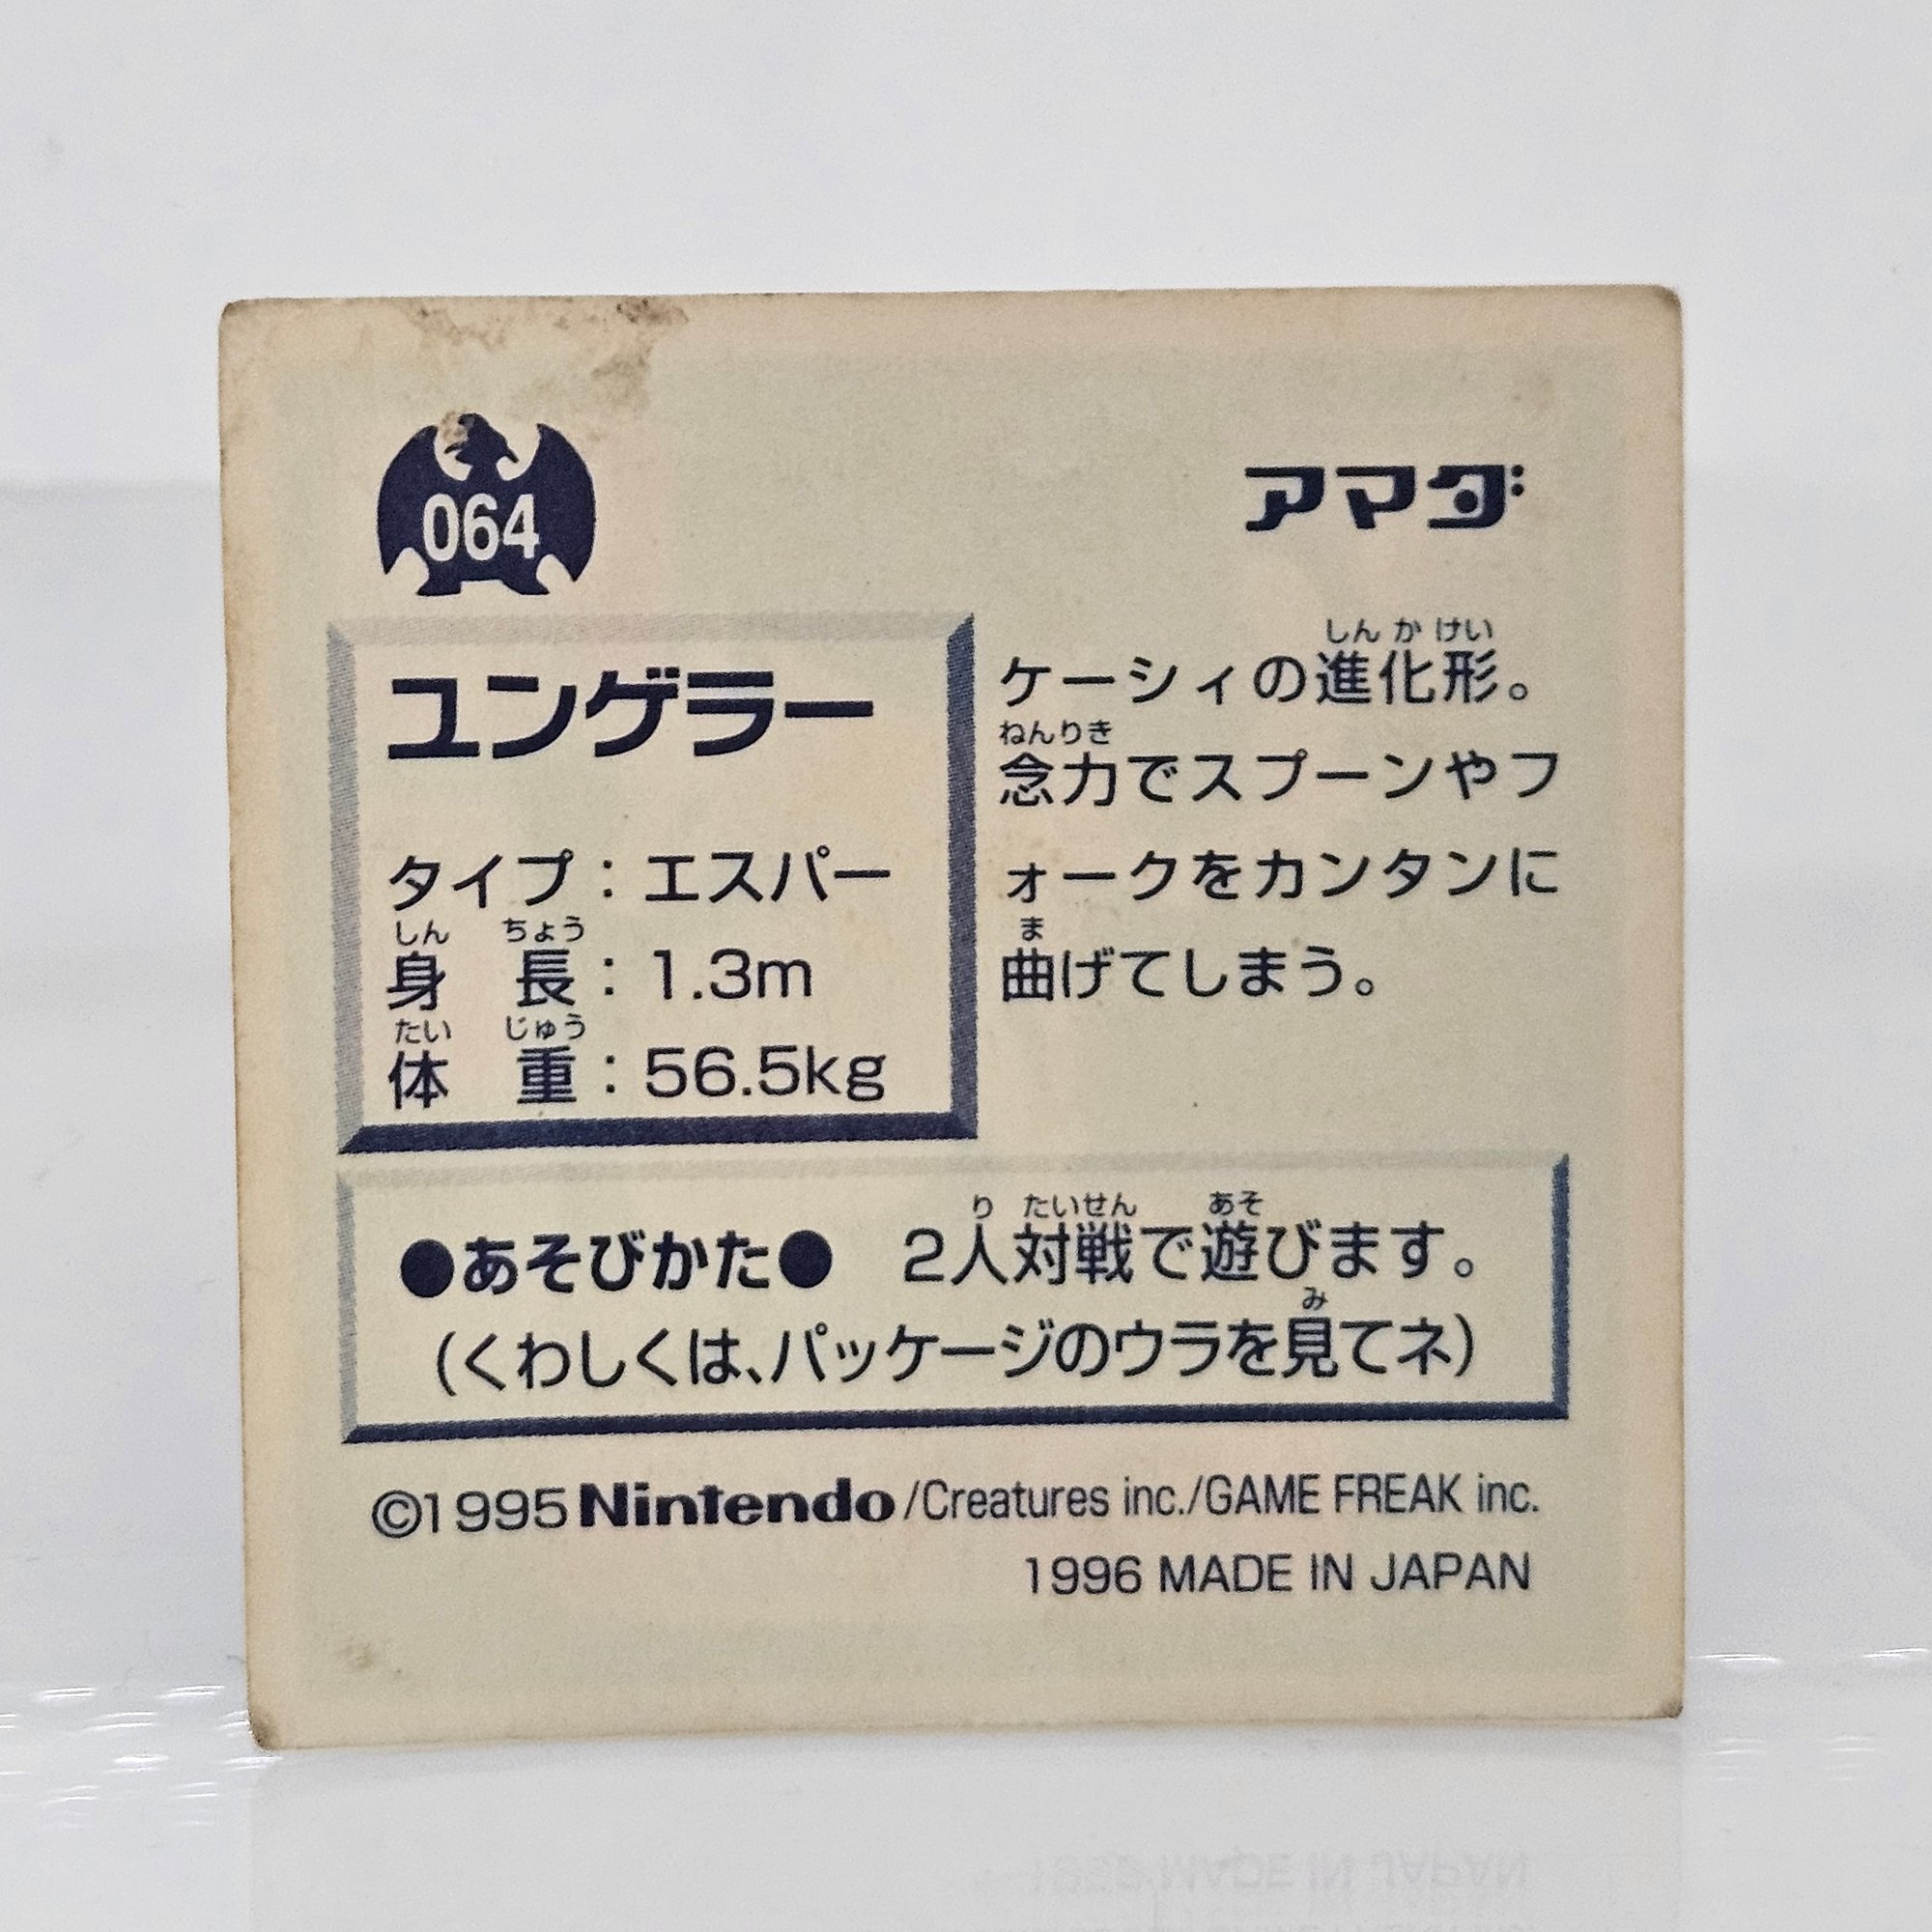 064
アマダ
ユンゲラー
タイプ：エスパー
しん ちょう
身 長：1.3m
たい じゅう
体 重：56.5kg
しん か けい
ケーシィの進化形。
ねんりき
念力でスプーンやフ
ォークをカンタンに
ま
曲げてしまう。
り たいせん あそ
●あそびかた● 2人対戦で遊びます。
み
(くわしくは、パッケージのウラを見てネ)
©1995 Nintendo/Creatures inc./GAME FREAK inc.
1996 MADE IN JAPAN